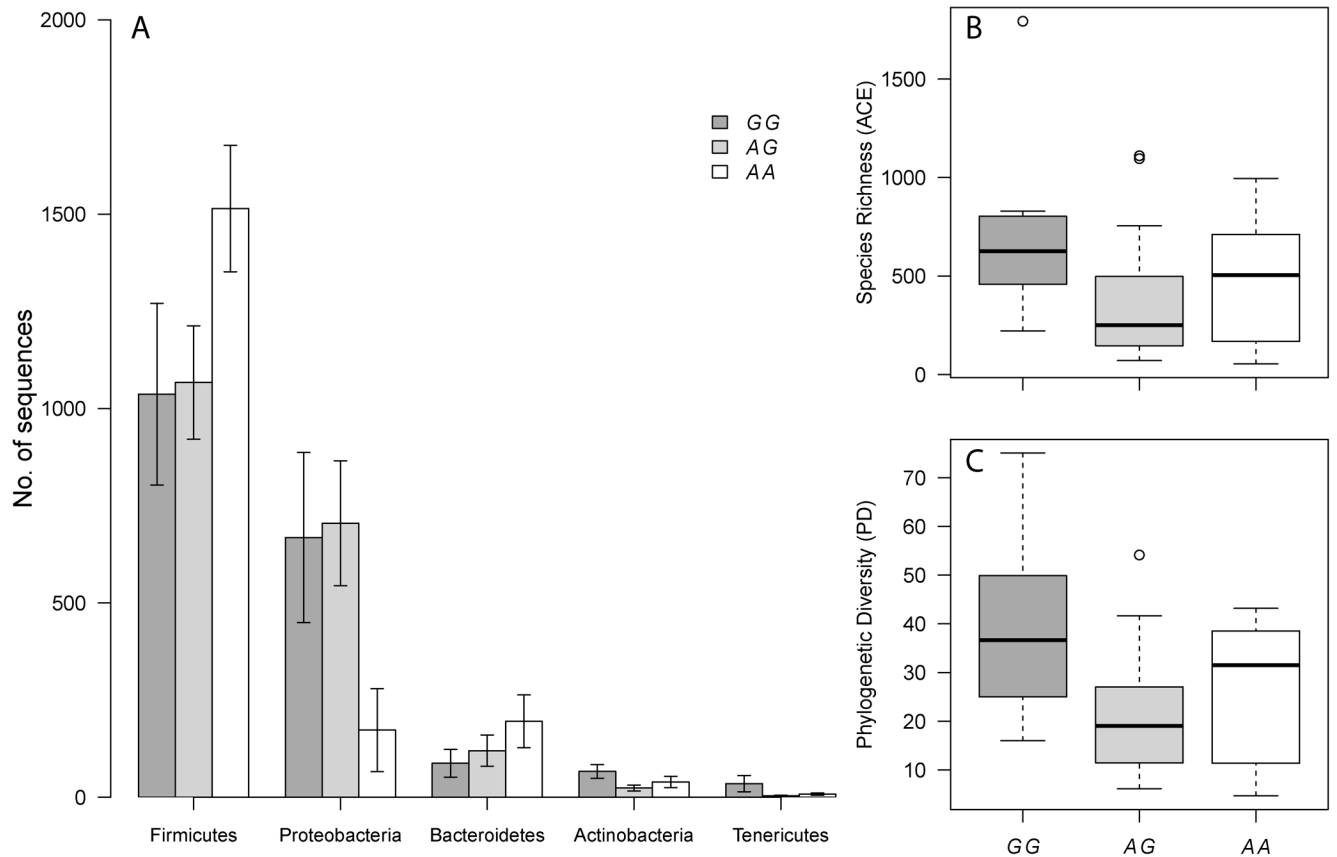 A
No. of sequences
2000
1500
1000
500
0
GG
AG
AA
Firmicutes Proteobacteria Bacteroidetes Actinobacteria Tenericutes
B
Species Richness (ACE)
1500
1000
500
0
C
Phylogenetic Diversity (PD)
70
60
50
40
30
20
10
GG AG AA